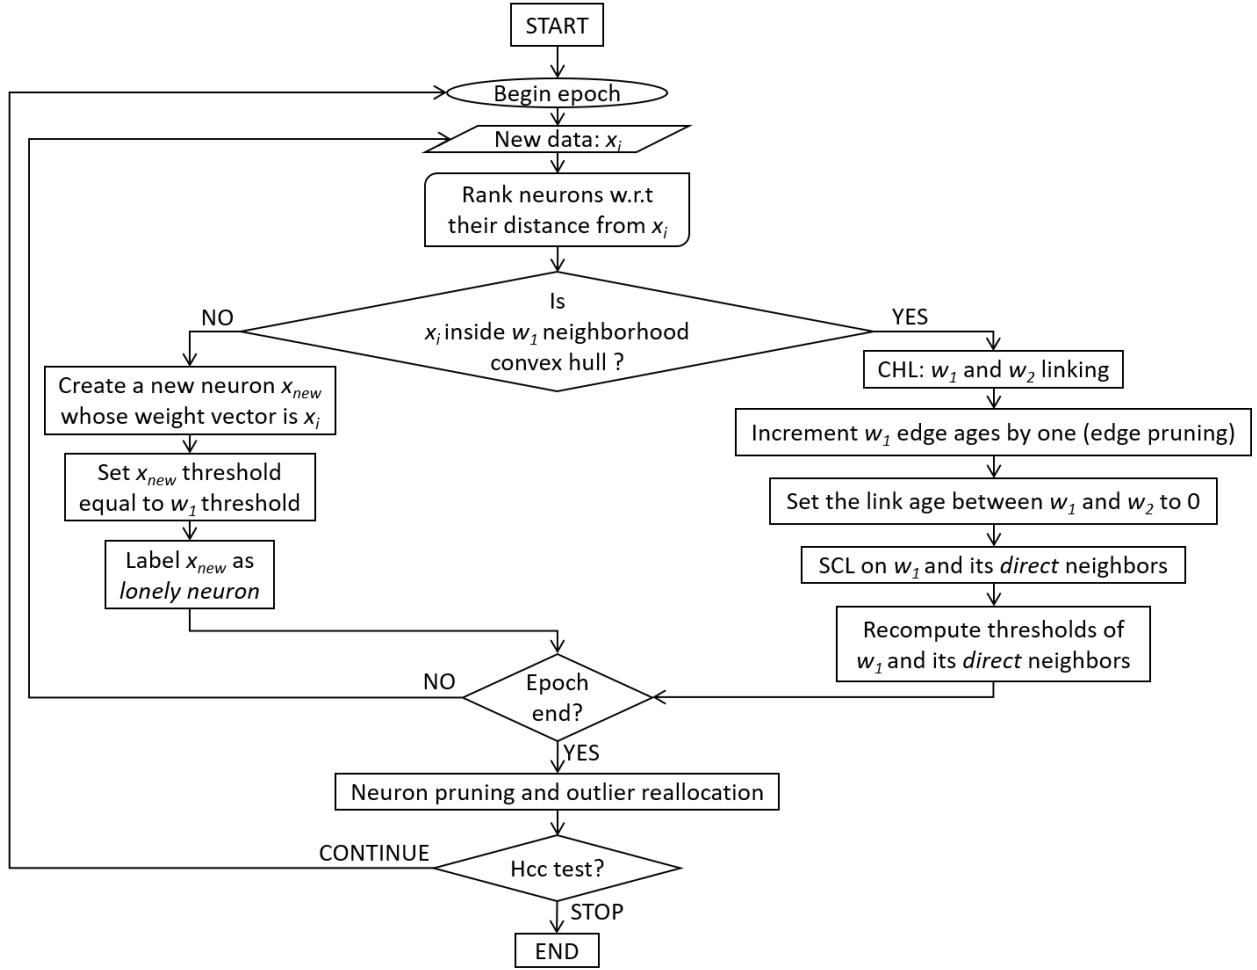 START
Begin epoch
New data: xi
Rank neurons w.r.t
their distance from xi
Is
xi inside w1 neighborhood
convex hull ?
NO
YES
Create a new neuron xnew
whose weight vector is xi
Set xnew threshold
equal to w1 threshold
Label xnew as
lonely neuron
CHL: w1 and w2 linking
Increment w1 edge ages by one (edge pruning)
Set the link age between w1 and w2 to 0
SCL on w1 and its direct neighbors
Recompute thresholds of
w1 and its direct neighbors
Epoch
end?
NO
YES
Neuron pruning and outlier reallocation
Hcc test?
CONTINUE
STOP
END